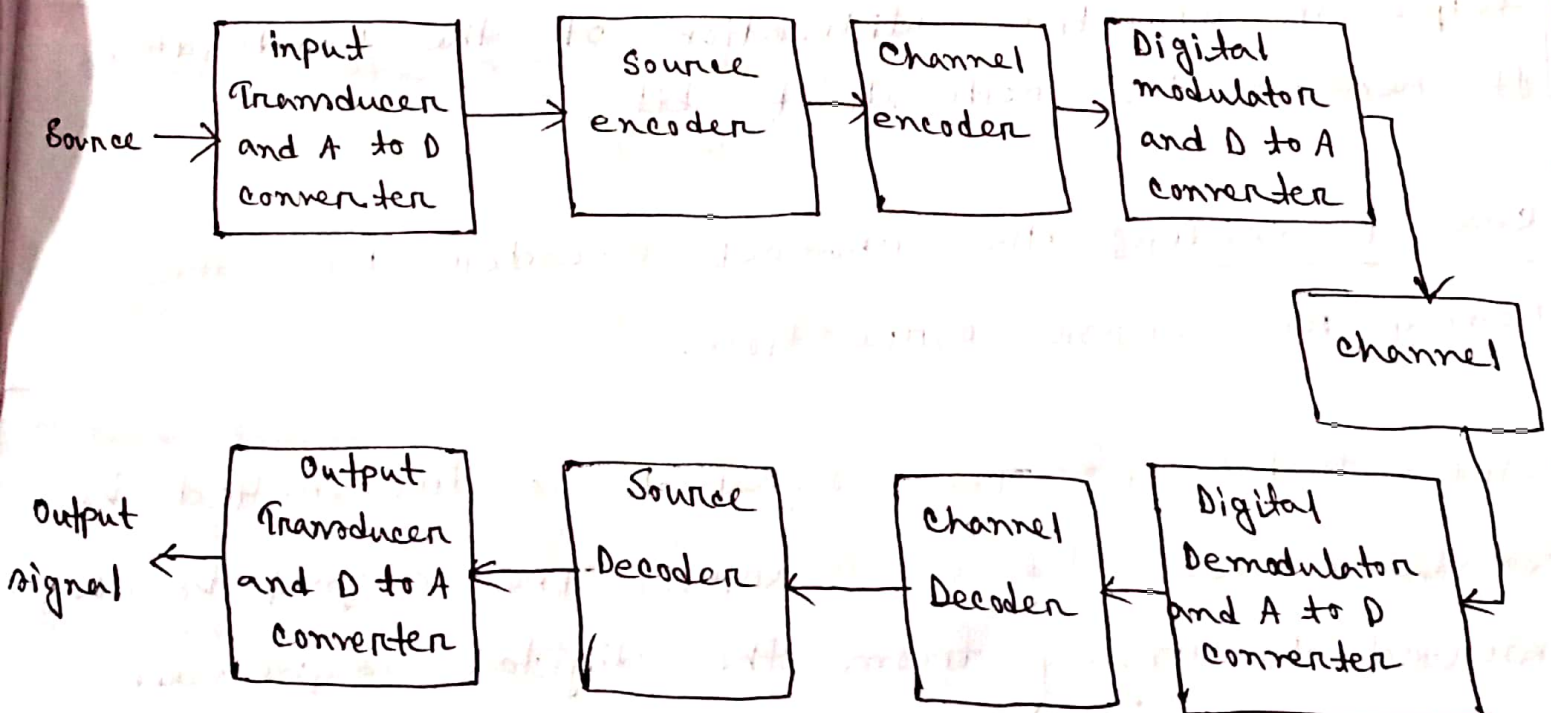 Source
input
Transducer
and A to D
converter
Source
encoder
Channel
encoder
Digital
modulator
and D to A
converter
channel
Digital
Demodulator
and A to D
converter
channel
Decoder
Source
Decoder
Output
Transducer
and D to A
converter
Output
signal